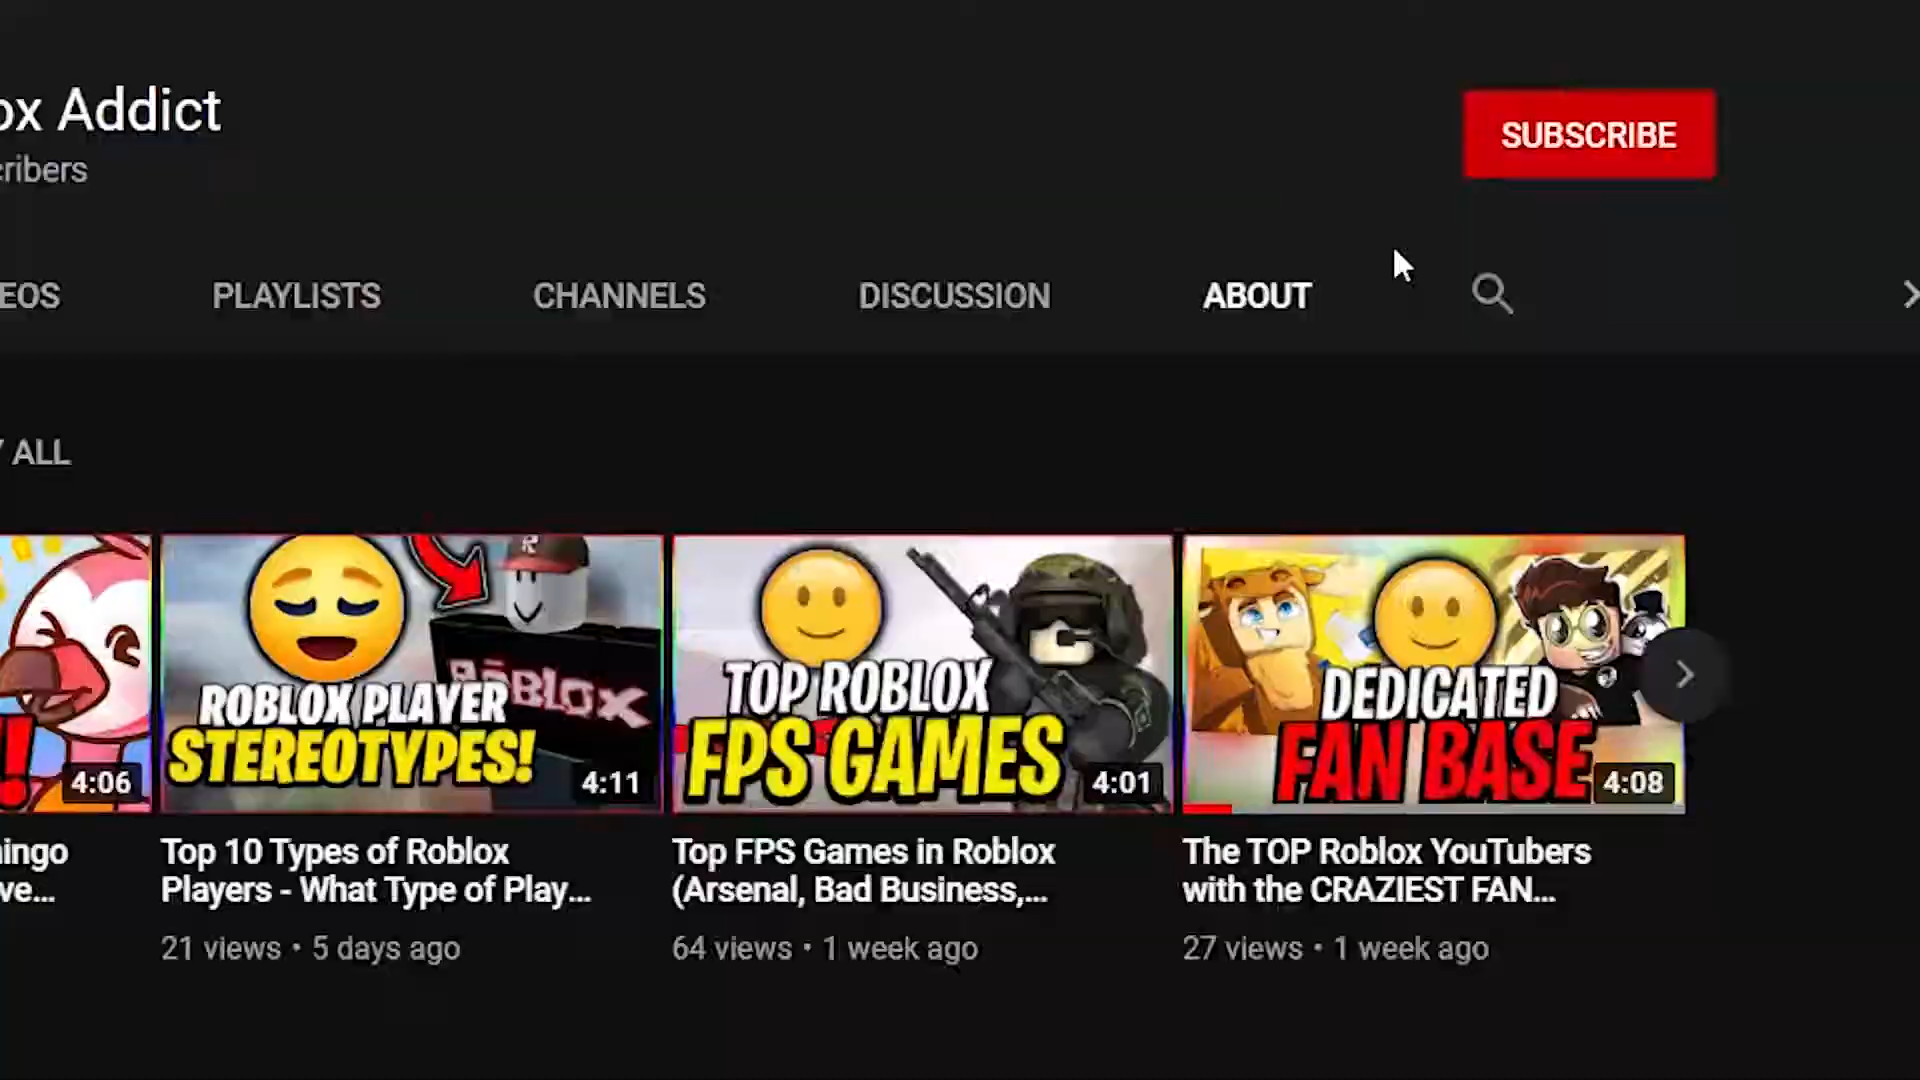 ox Addict
SUBSCRIBE
cribers
EOS
PLAYLISTS
CHANNELS
DISCUSSION
ABOUT
Y ALL
!
4:06
R
ROBLOX
ROBLOX PLAYER
STEREOTYPES!
4:11
TOP ROBLOX
FPS GAMES
4:01
DEDICATED
FAN BASE
4:08
ingo
ve...
Top 10 Types of Roblox
Players - What Type of Play...
21 views • 5 days ago
Top FPS Games in Roblox
(Arsenal, Bad Business,...
64 views • 1 week ago
The TOP Roblox YouTubers
with the CRAZIEST FAN...
27 views • 1 week ago